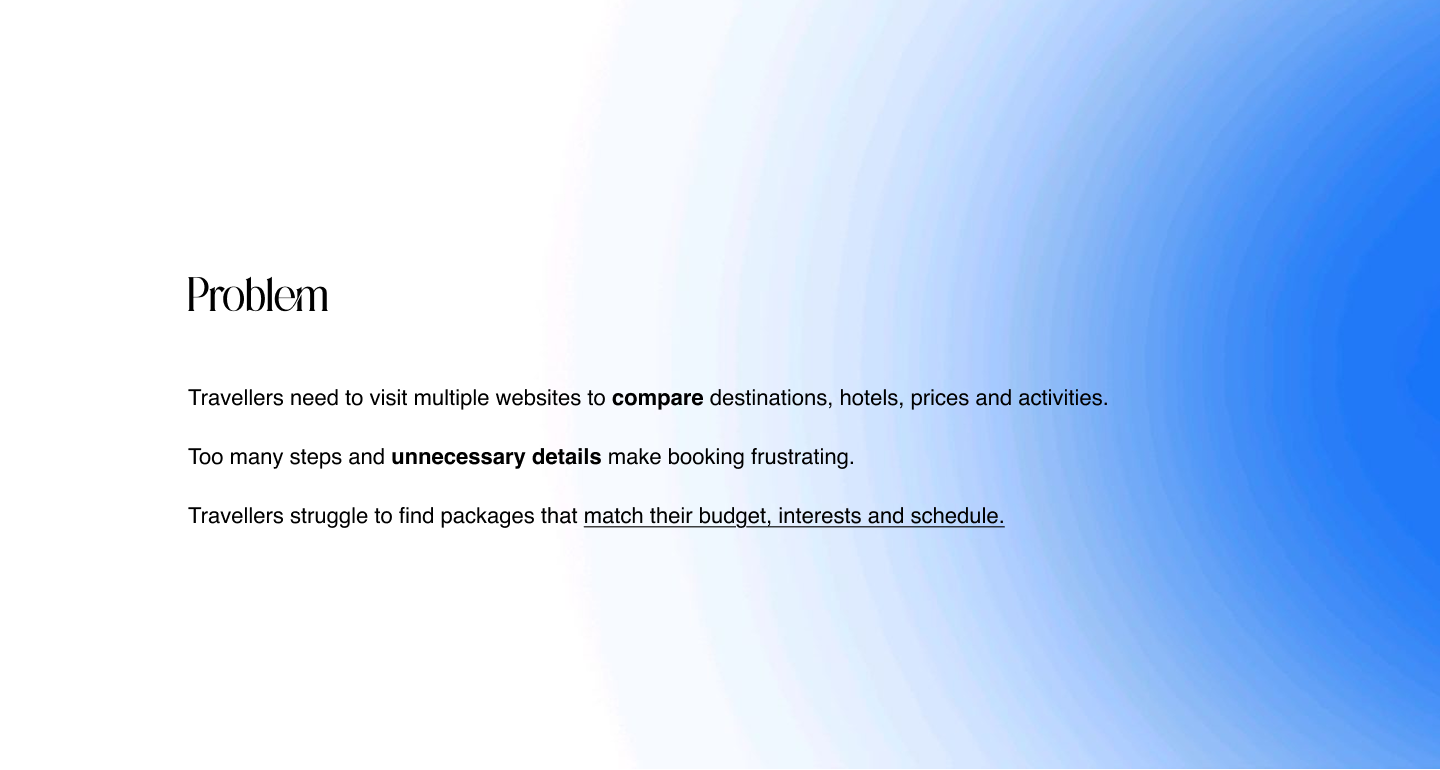 Problem
Travellers need to visit multiple websites to compare destinations, hotels, prices and activities.
Too many steps and unnecessary details make booking frustrating.
Travellers struggle to find packages that match their budget, interests and schedule.